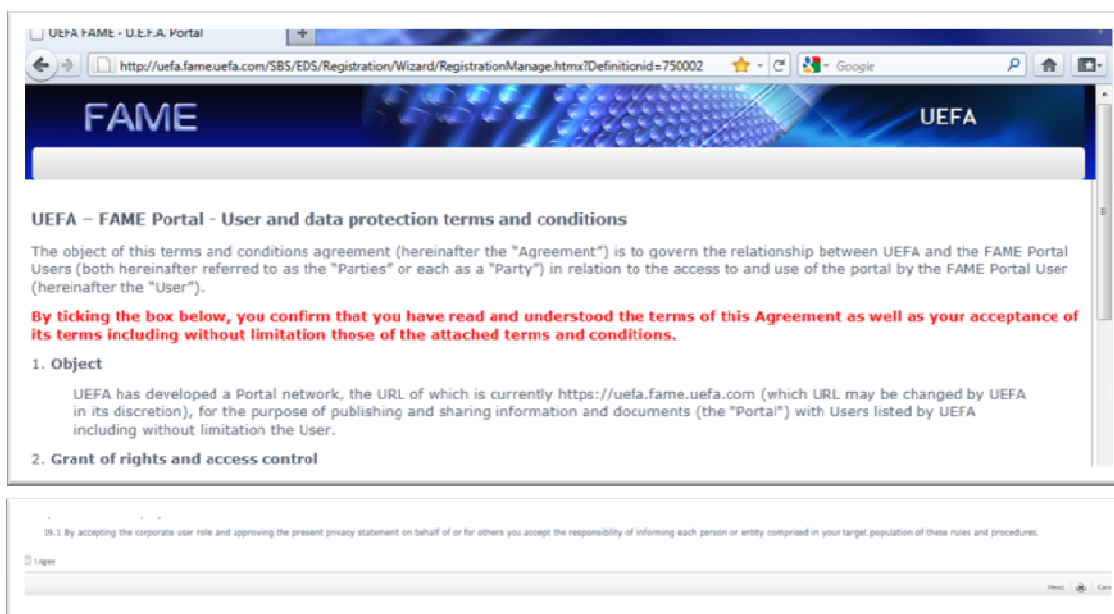 UEFA FAME - U.E.F.A. Portal
http://uefa.fame.uefa.com/SBS/EDS/Registration/Wizard/RegistrationManage.htmx?Definitionid=750002
Google
FAME
UEFA
UEFA – FAME Portal - User and data protection terms and conditions
The object of this terms and conditions agreement (hereinafter the “Agreement”) is to govern the relationship between UEFA and the FAME Portal
Users (both hereinafter referred to as the “Parties” or each as a “Party”) in relation to the access to and use of the portal by the FAME Portal User
(hereinafter the “User”).
By ticking the box below, you confirm that you have read and understood the terms of this Agreement as well as your acceptance of
its terms including without limitation those of the attached terms and conditions.
1. Object
UEFA has developed a Portal network, the URL of which is currently https://uefa.fame.uefa.com (which URL may be changed by UEFA
in its discretion), for the purpose of publishing and sharing information and documents (the "Portal") with Users listed by UEFA
including without limitation the User.
2. Grant of rights and access control
19.1 By accepting the corporate user role and approving the present privacy statement on behalf of or for others you accept the responsibility of informing each person or entity comprised in your target population of these rules and procedures.
I agree
Next